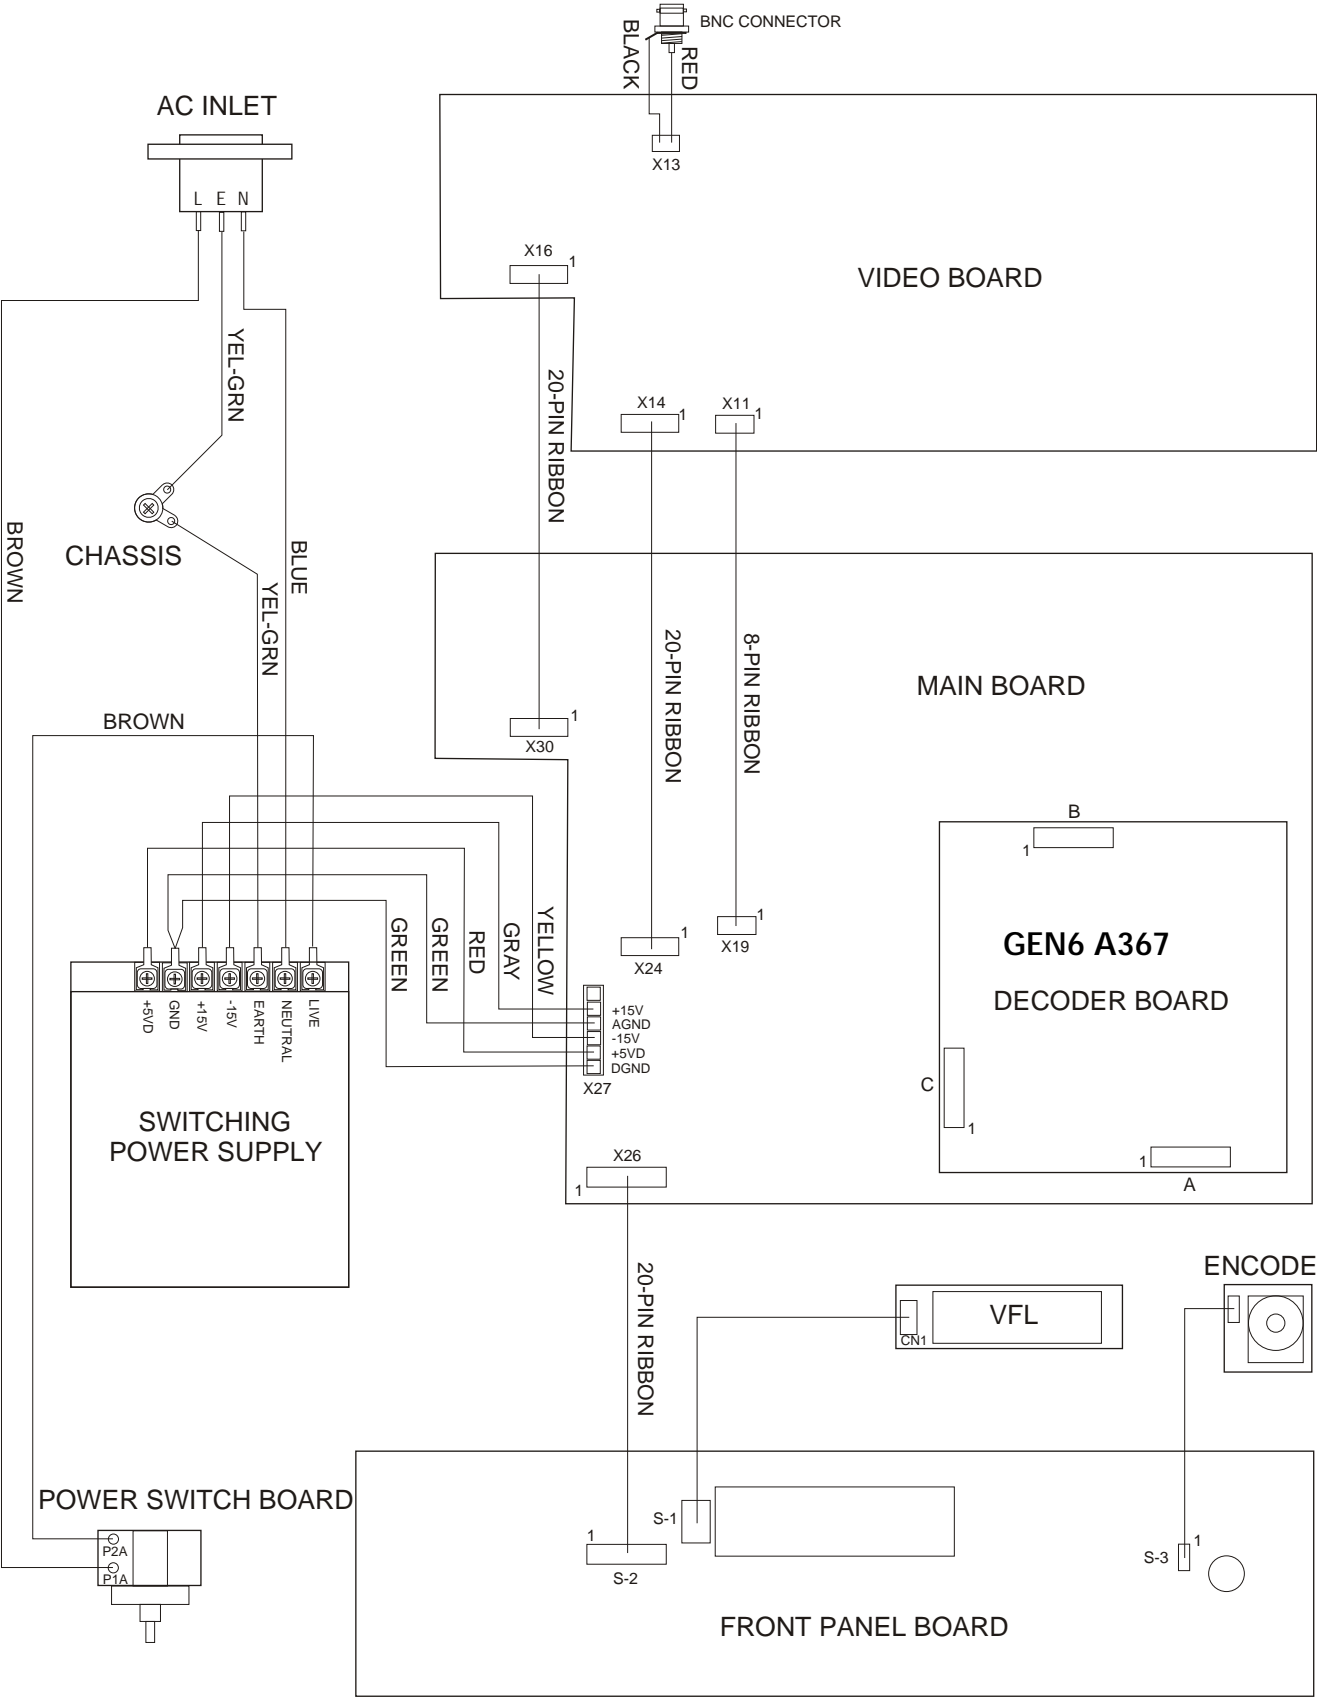 BNC CONNECTOR
BLACK
RED
AC INLET
X13
L E N
X16
1
VIDEO BOARD
YEL-GRN
20-PIN RIBBON
X14
1
X11
1
BROWN
CHASSIS
BLUE
YEL-GRN
20-PIN RIBBON
8-PIN RIBBON
MAIN BOARD
BROWN
1
X30
B
1
GREEN
GREEN
RED
GRAY
YELLOW
1
X24
1
X19
GEN6 A367
DECODER BOARD
+5VD
GND
+15V
-15V
EARTH
NEUTRAL
LIVE
+15V
AGND
-15V
+5VD
DGND
X27
C
1
SWITCHING
POWER SUPPLY
X26
1
1
A
20-PIN RIBBON
ENCODE
VFL
CN1
POWER SWITCH BOARD
P2A
P1A
S-1
1
S-2
1
S-3
FRONT PANEL BOARD